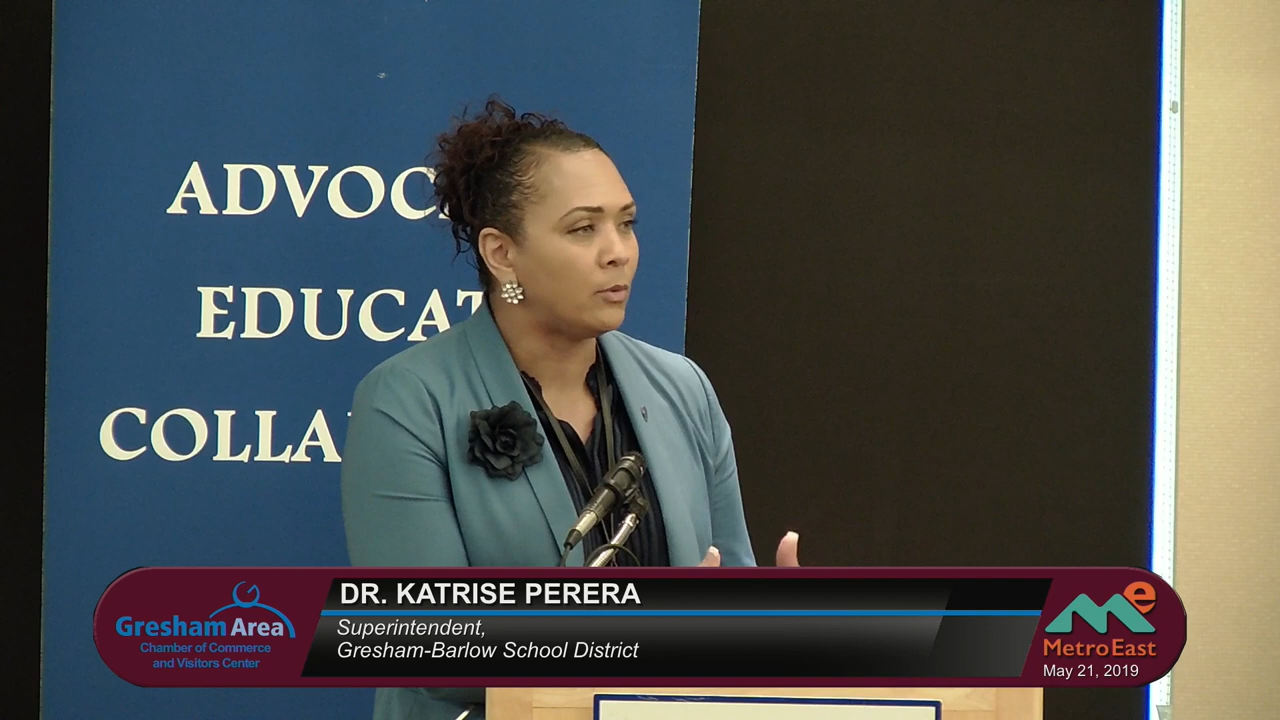 ADVOC
EDUCAT
COLLA
DR. KATRISE PERERA
Superintendent,
Gresham-Barlow School District
G
Gresham Area
Chamber of Commerce
and Visitors Center
Me
MetroEast
May 21, 2019